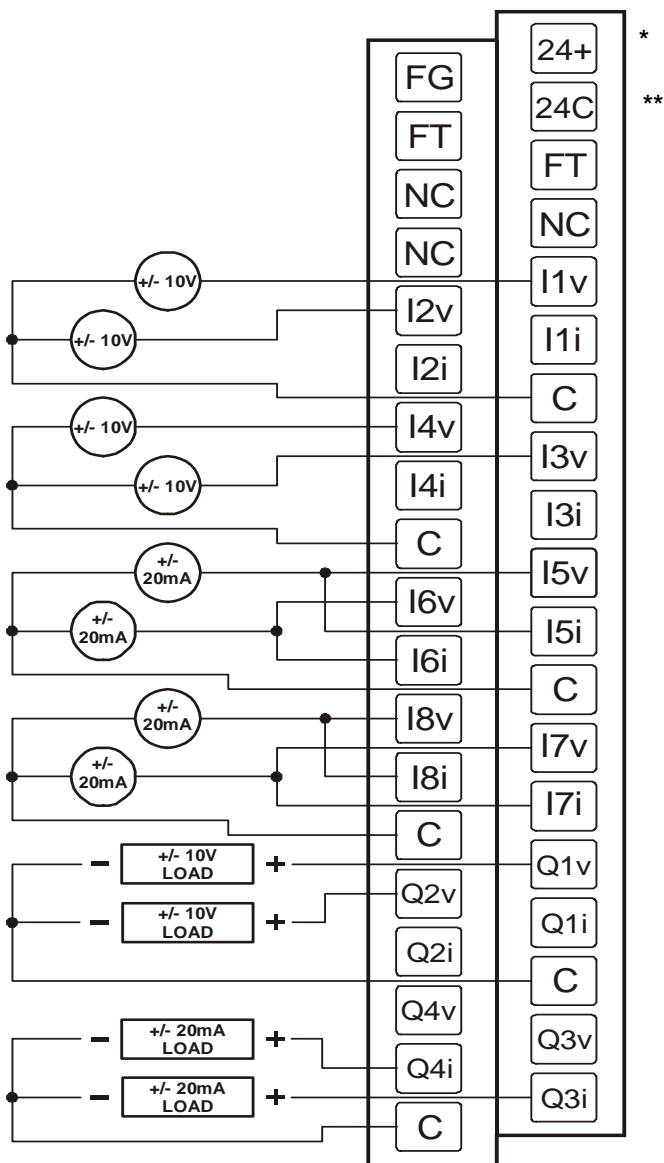 24+
*
FG
24C
**
FT
FT
NC
NC
NC
I1v
+/- 10V
I2v
+/- 10V
I1i
I2i
C
I4v
+/- 10V
I3v
+/- 10V
I4i
I3i
C
+/-
20mA
I5v
I6v
+/-
20mA
I5i
I6i
C
+/-
20mA
I8v
I7v
+/-
20mA
I8i
I7i
C
- +/- 10V
LOAD +
Q1v
Q2v
- +/- 10V
LOAD +
Q1i
Q2i
C
Q4v
- +/- 20mA
LOAD +
Q3v
Q4i
- +/- 20mA
LOAD +
Q3i
C